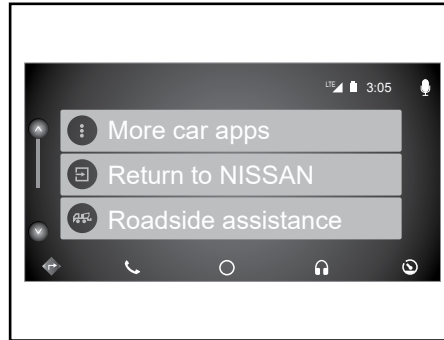 LTE 3:05
More car apps
Return to NISSAN
Roadside assistance